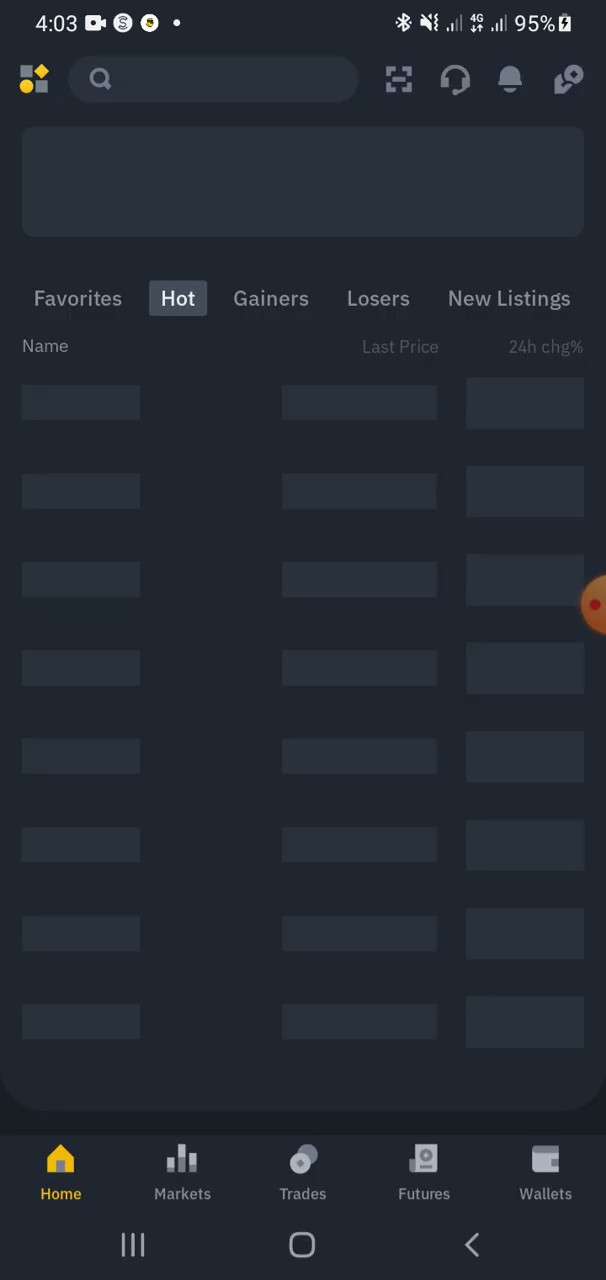 4:03 S 4G 95%
Favorites Hot Gainers Losers New Listings
Name Last Price 24h chg%
Home Markets Trades Futures Wallets